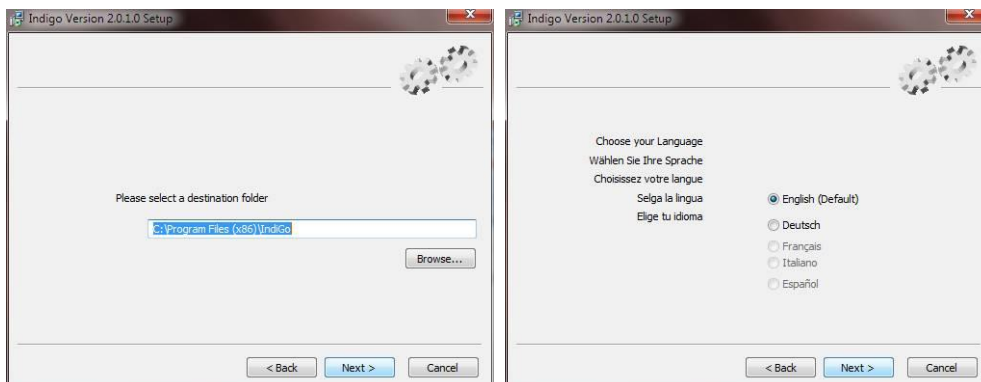 Indigo Version 2.0.1.0 Setup
Please select a destination folder
C:\Program Files (x86)\IndiGo
Browse...
< Back
Next >
Cancel
Indigo Version 2.0.1.0 Setup
Choose your Language
Wählen Sie Ihre Sprache
Choisissez votre langue
Selga la lingua
Elige tu idioma
English (Default)
Deutsch
Français
Italiano
Español
< Back
Next >
Cancel